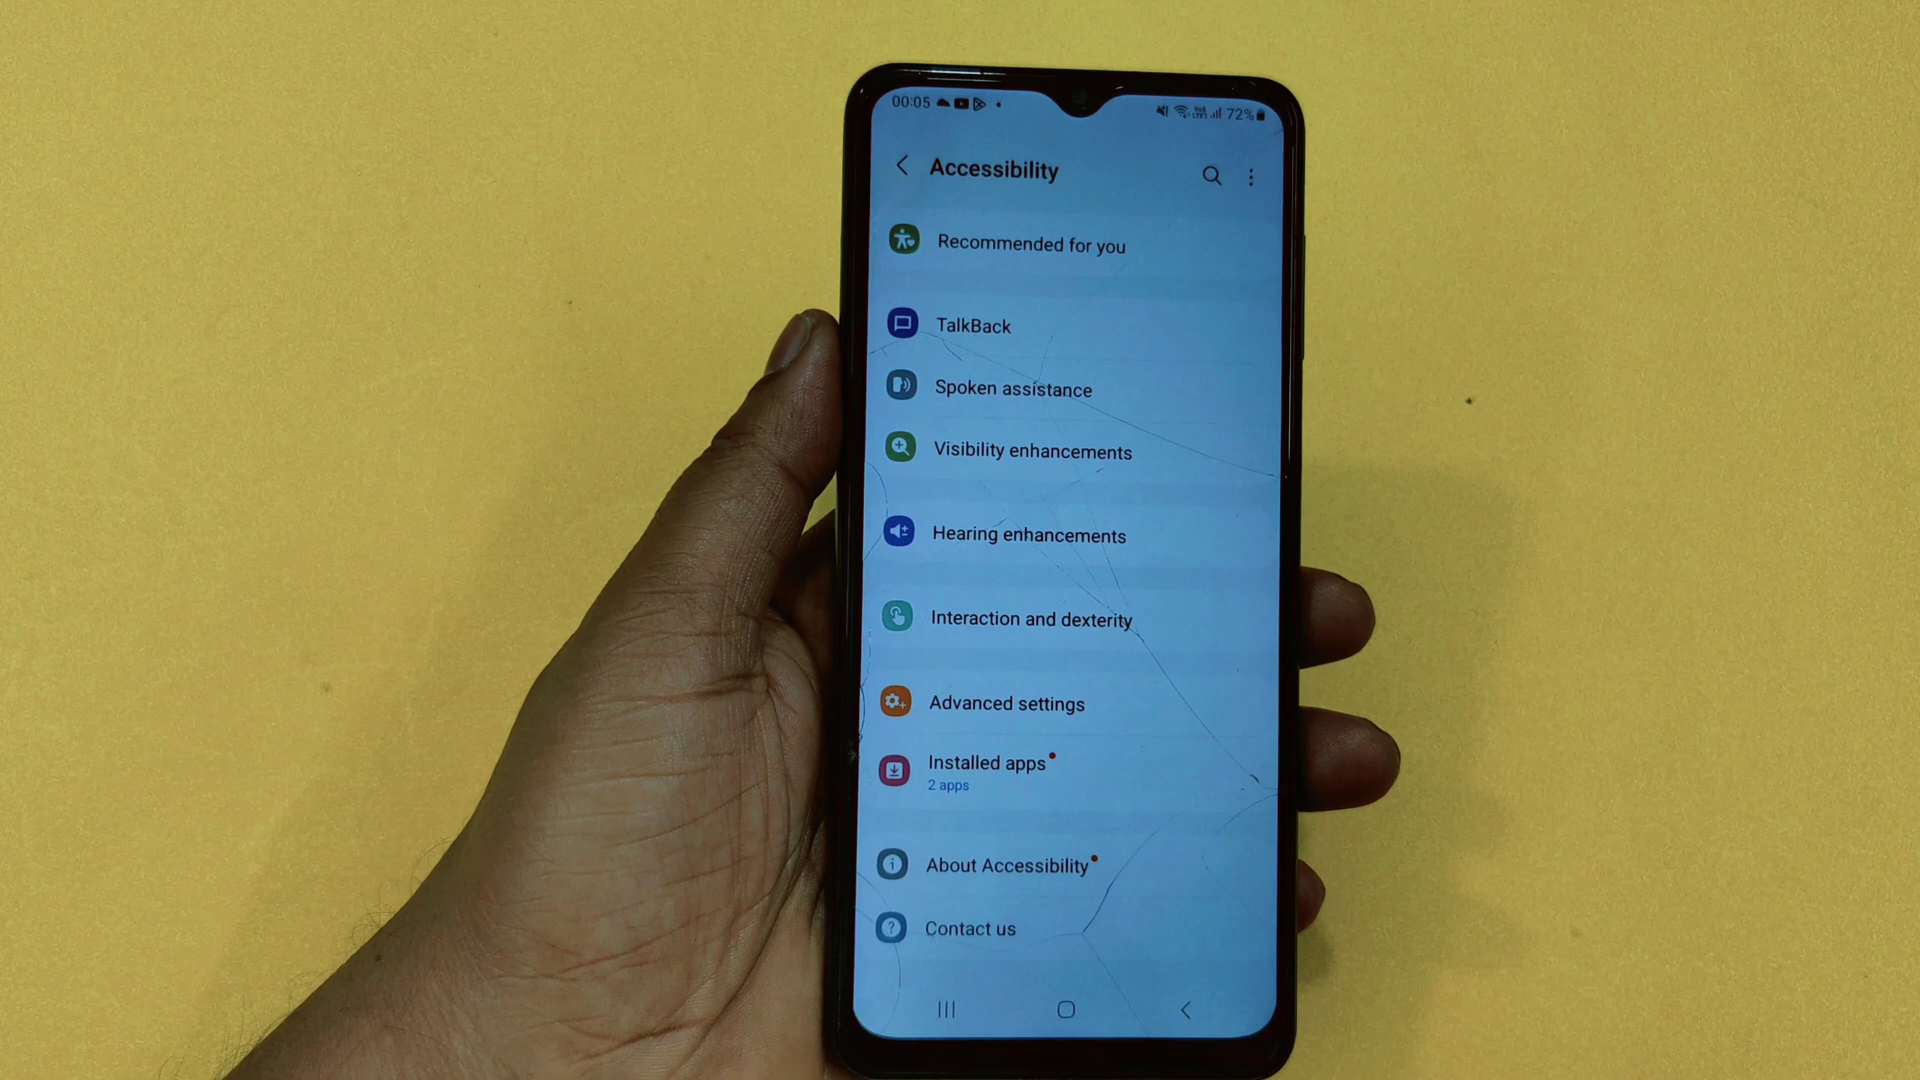 00:05
72%
Accessibility
Recommended for you
TalkBack
Spoken assistance
Visibility enhancements
Hearing enhancements
Interaction and dexterity
Advanced settings
Installed apps
2 apps
About Accessibility
Contact us